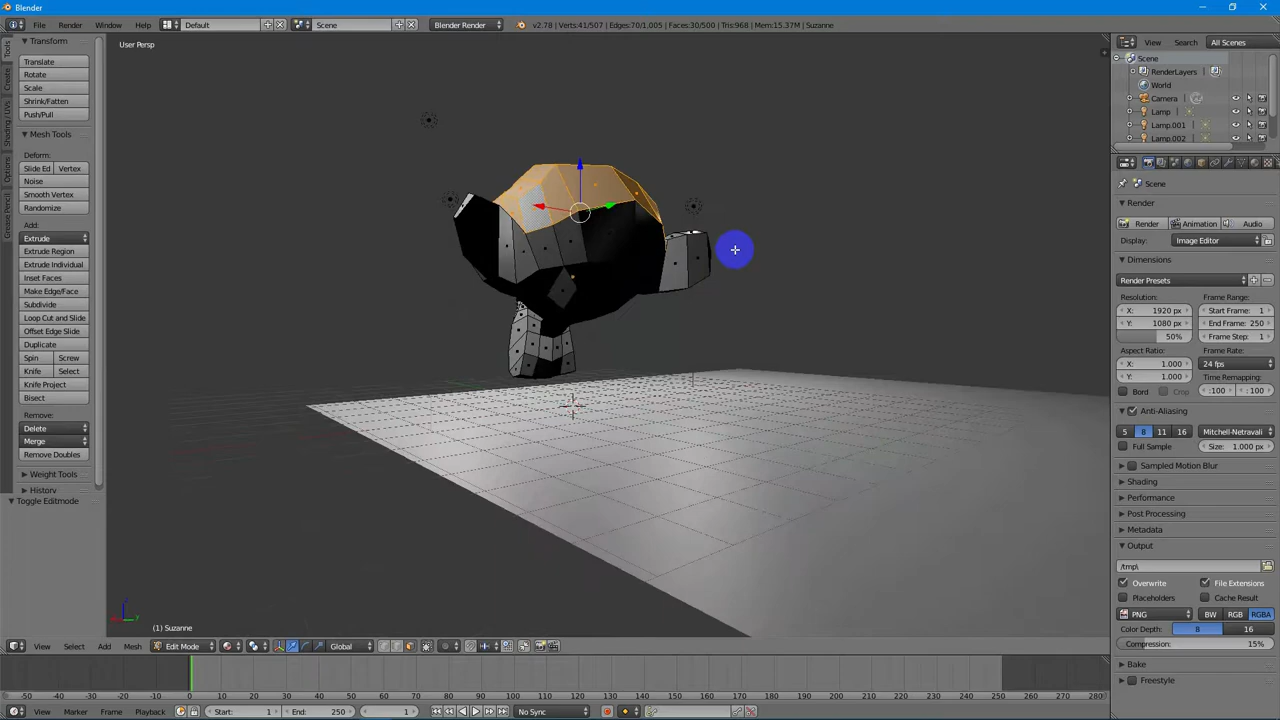 Blender
File Render Window Help Default Scene Blender Render v2.78 | Verts:41/507 | Edges:70/1,005 | Faces:30/500 | Tris:968 | Mem:15.37M | Suzanne
Tools
Create
Shading / UVs
Options
Grease Pencil
Transform
Translate
Rotate
Scale
Shrink/Fatten
Push/Pull
Mesh Tools
Deform:
Slide Ed Vertex
Noise
Smooth Vertex
Randomize
Add:
Extrude
Extrude Region
Extrude Individual
Inset Faces
Make Edge/Face
Subdivide
Loop Cut and Slide
Offset Edge Slide
Duplicate
Spin Screw
Knife Select
Knife Project
Bisect
Remove:
Delete
Merge
Remove Doubles
Weight Tools
History
Toggle Editmode
User Persp
(1) Suzanne
View Select Add Mesh Edit Mode Global
-50 -40 -30 -20 -10 0 10 20 30 40 50 60 70 80 90 100 110 120 130 140 150 160 170 180 190 200 210 220 230 240 250 260 270 280
View Marker Frame Playback Start: 1 End: 250 1 No Sync
View Search All Scenes
Scene
RenderLayers
World
Camera
Lamp
Lamp.001
Lamp.002
Scene
Render
Render Animation Audio
Display: Image Editor
Dimensions
Render Presets
Resolution: Frame Range:
X: 1920 px Start Frame: 1
Y: 1080 px End Frame: 250
50% Frame Step: 1
Aspect Ratio: Frame Rate:
X: 1.000 24 fps
Y: 1.000 Time Remapping:
Bord Crop :100 :100
Anti-Aliasing
5 8 11 16 Mitchell-Netravali
Full Sample Size: 1.000 px
Sampled Motion Blur
Shading
Performance
Post Processing
Metadata
Output
/tmp\
Overwrite File Extensions
Placeholders Cache Result
PNG BW RGB RGBA
Color Depth: 8 16
Compression: 15%
Bake
Freestyle